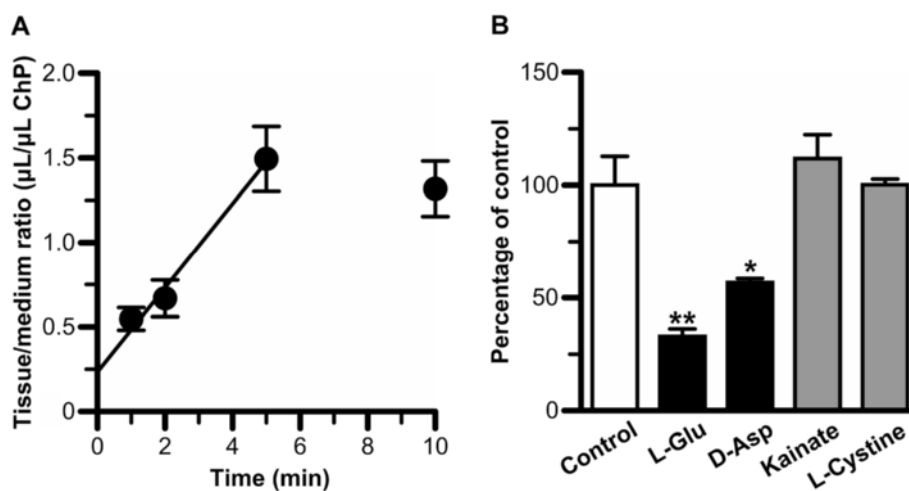 A
Tissue/medium ratio (µL/µL ChP)
2.0
1.5
1.0
0.5
0
0
2
4
6
8
10
Time (min)
B
Percentage of control
150
100
50
0
**
*
Control
L-Glu
D-Asp
Kainate
L-Cystine